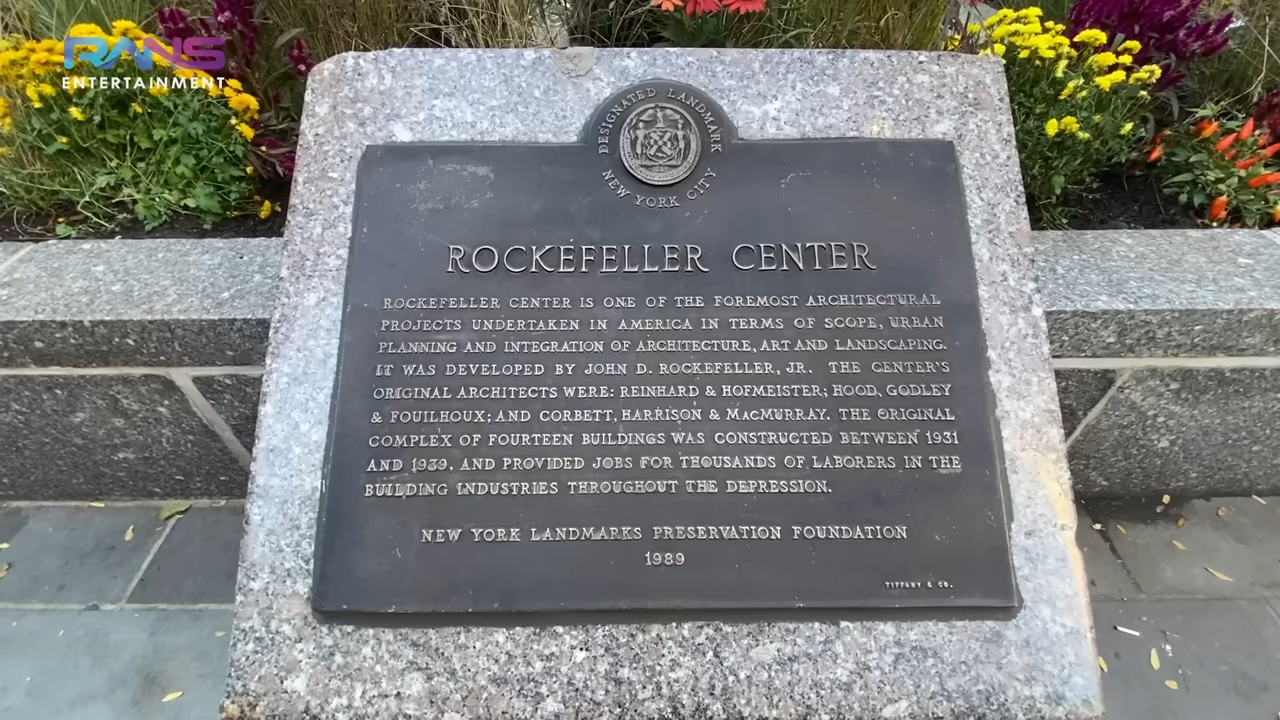 RANS
ENTERTAINMENT
DESIGNATED LANDMARK
NEW YORK CITY
ROCKEFELLER CENTER
ROCKEFELLER CENTER IS ONE OF THE FOREMOST ARCHITECTURAL
PROJECTS UNDERTAKEN IN AMERICA IN TERMS OF SCOPE, URBAN
PLANNING AND INTEGRATION OF ARCHITECTURE, ART AND LANDSCAPING.
IT WAS DEVELOPED BY JOHN D. ROCKEFELLER, JR. THE CENTER'S
ORIGINAL ARCHITECTS WERE: REINHARD & HOFMEISTER; HOOD, GODLEY
& FOUILHOUX; AND CORBETT, HARRISON & MACMURRAY. THE ORIGINAL
COMPLEX OF FOURTEEN BUILDINGS WAS CONSTRUCTED BETWEEN 1931
AND 1939, AND PROVIDED JOBS FOR THOUSANDS OF LABORERS IN THE
BUILDING INDUSTRIES THROUGHOUT THE DEPRESSION.
NEW YORK LANDMARKS PRESERVATION FOUNDATION
1989
TIFFANY & CO.